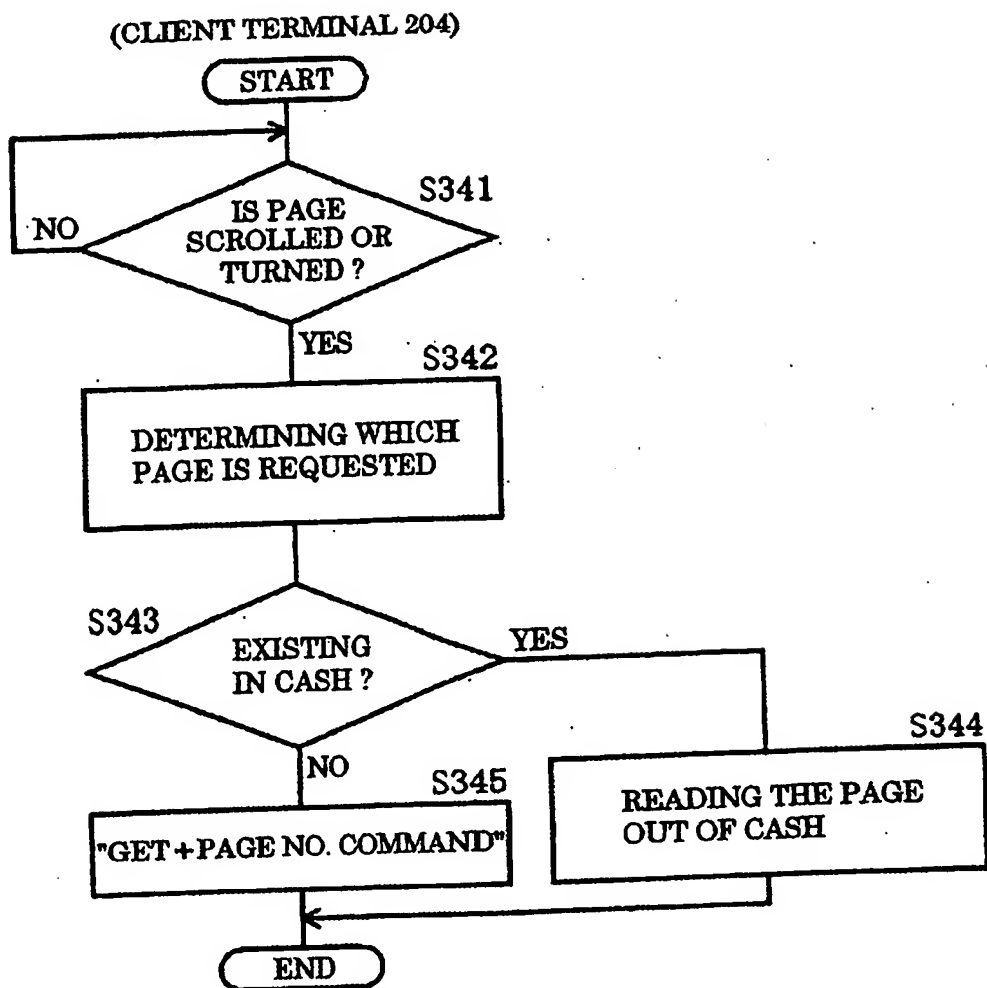 (CLIENT TERMINAL 204)
START
S341
IS PAGE
SCROLLED OR
TURNED ?
NO
YES
S342
DETERMINING WHICH
PAGE IS REQUESTED
S343
EXISTING
IN CASH ?
YES
NO
S344
READING THE PAGE
OUT OF CASH
S345
"GET+PAGE NO. COMMAND"
END